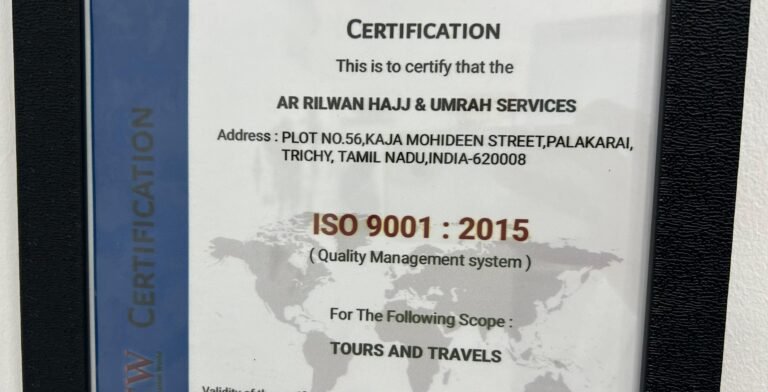 CERTIFICATION
This is to certify that the
AR RILWAN HAJJ & UMRAH SERVICES
Address : PLOT NO.56,KAJA MOHIDEEN STREET,PALAKARAI,
TRICHY, TAMIL NADU,INDIA-620008
ISO 9001 : 2015
( Quality Management system )
For The Following Scope :
TOURS AND TRAVELS
Validity of
CERTIFICATION